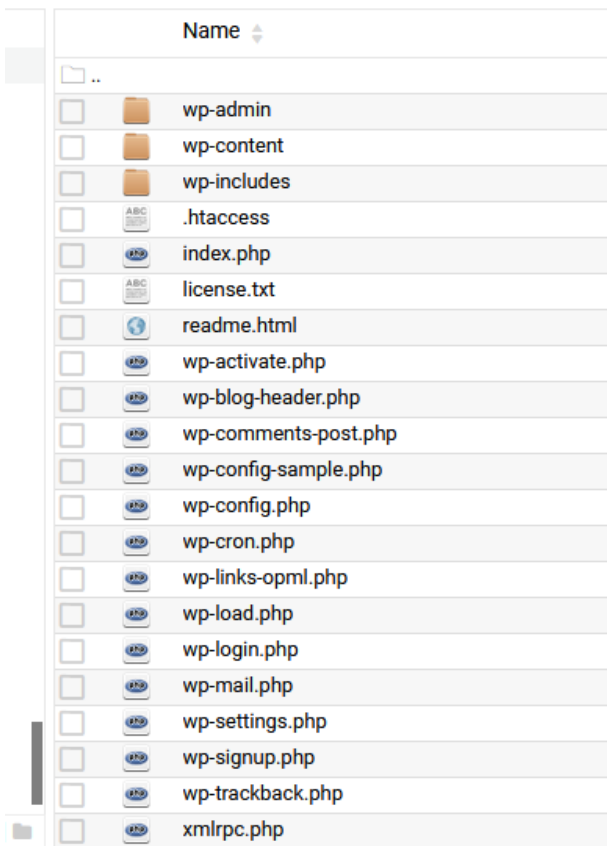 Name
..
wp-admin
wp-content
wp-includes
.htaccess
index.php
license.txt
readme.html
wp-activate.php
wp-blog-header.php
wp-comments-post.php
wp-config-sample.php
wp-config.php
wp-cron.php
wp-links-opml.php
wp-load.php
wp-login.php
wp-mail.php
wp-settings.php
wp-signup.php
wp-trackback.php
xmlrpc.php